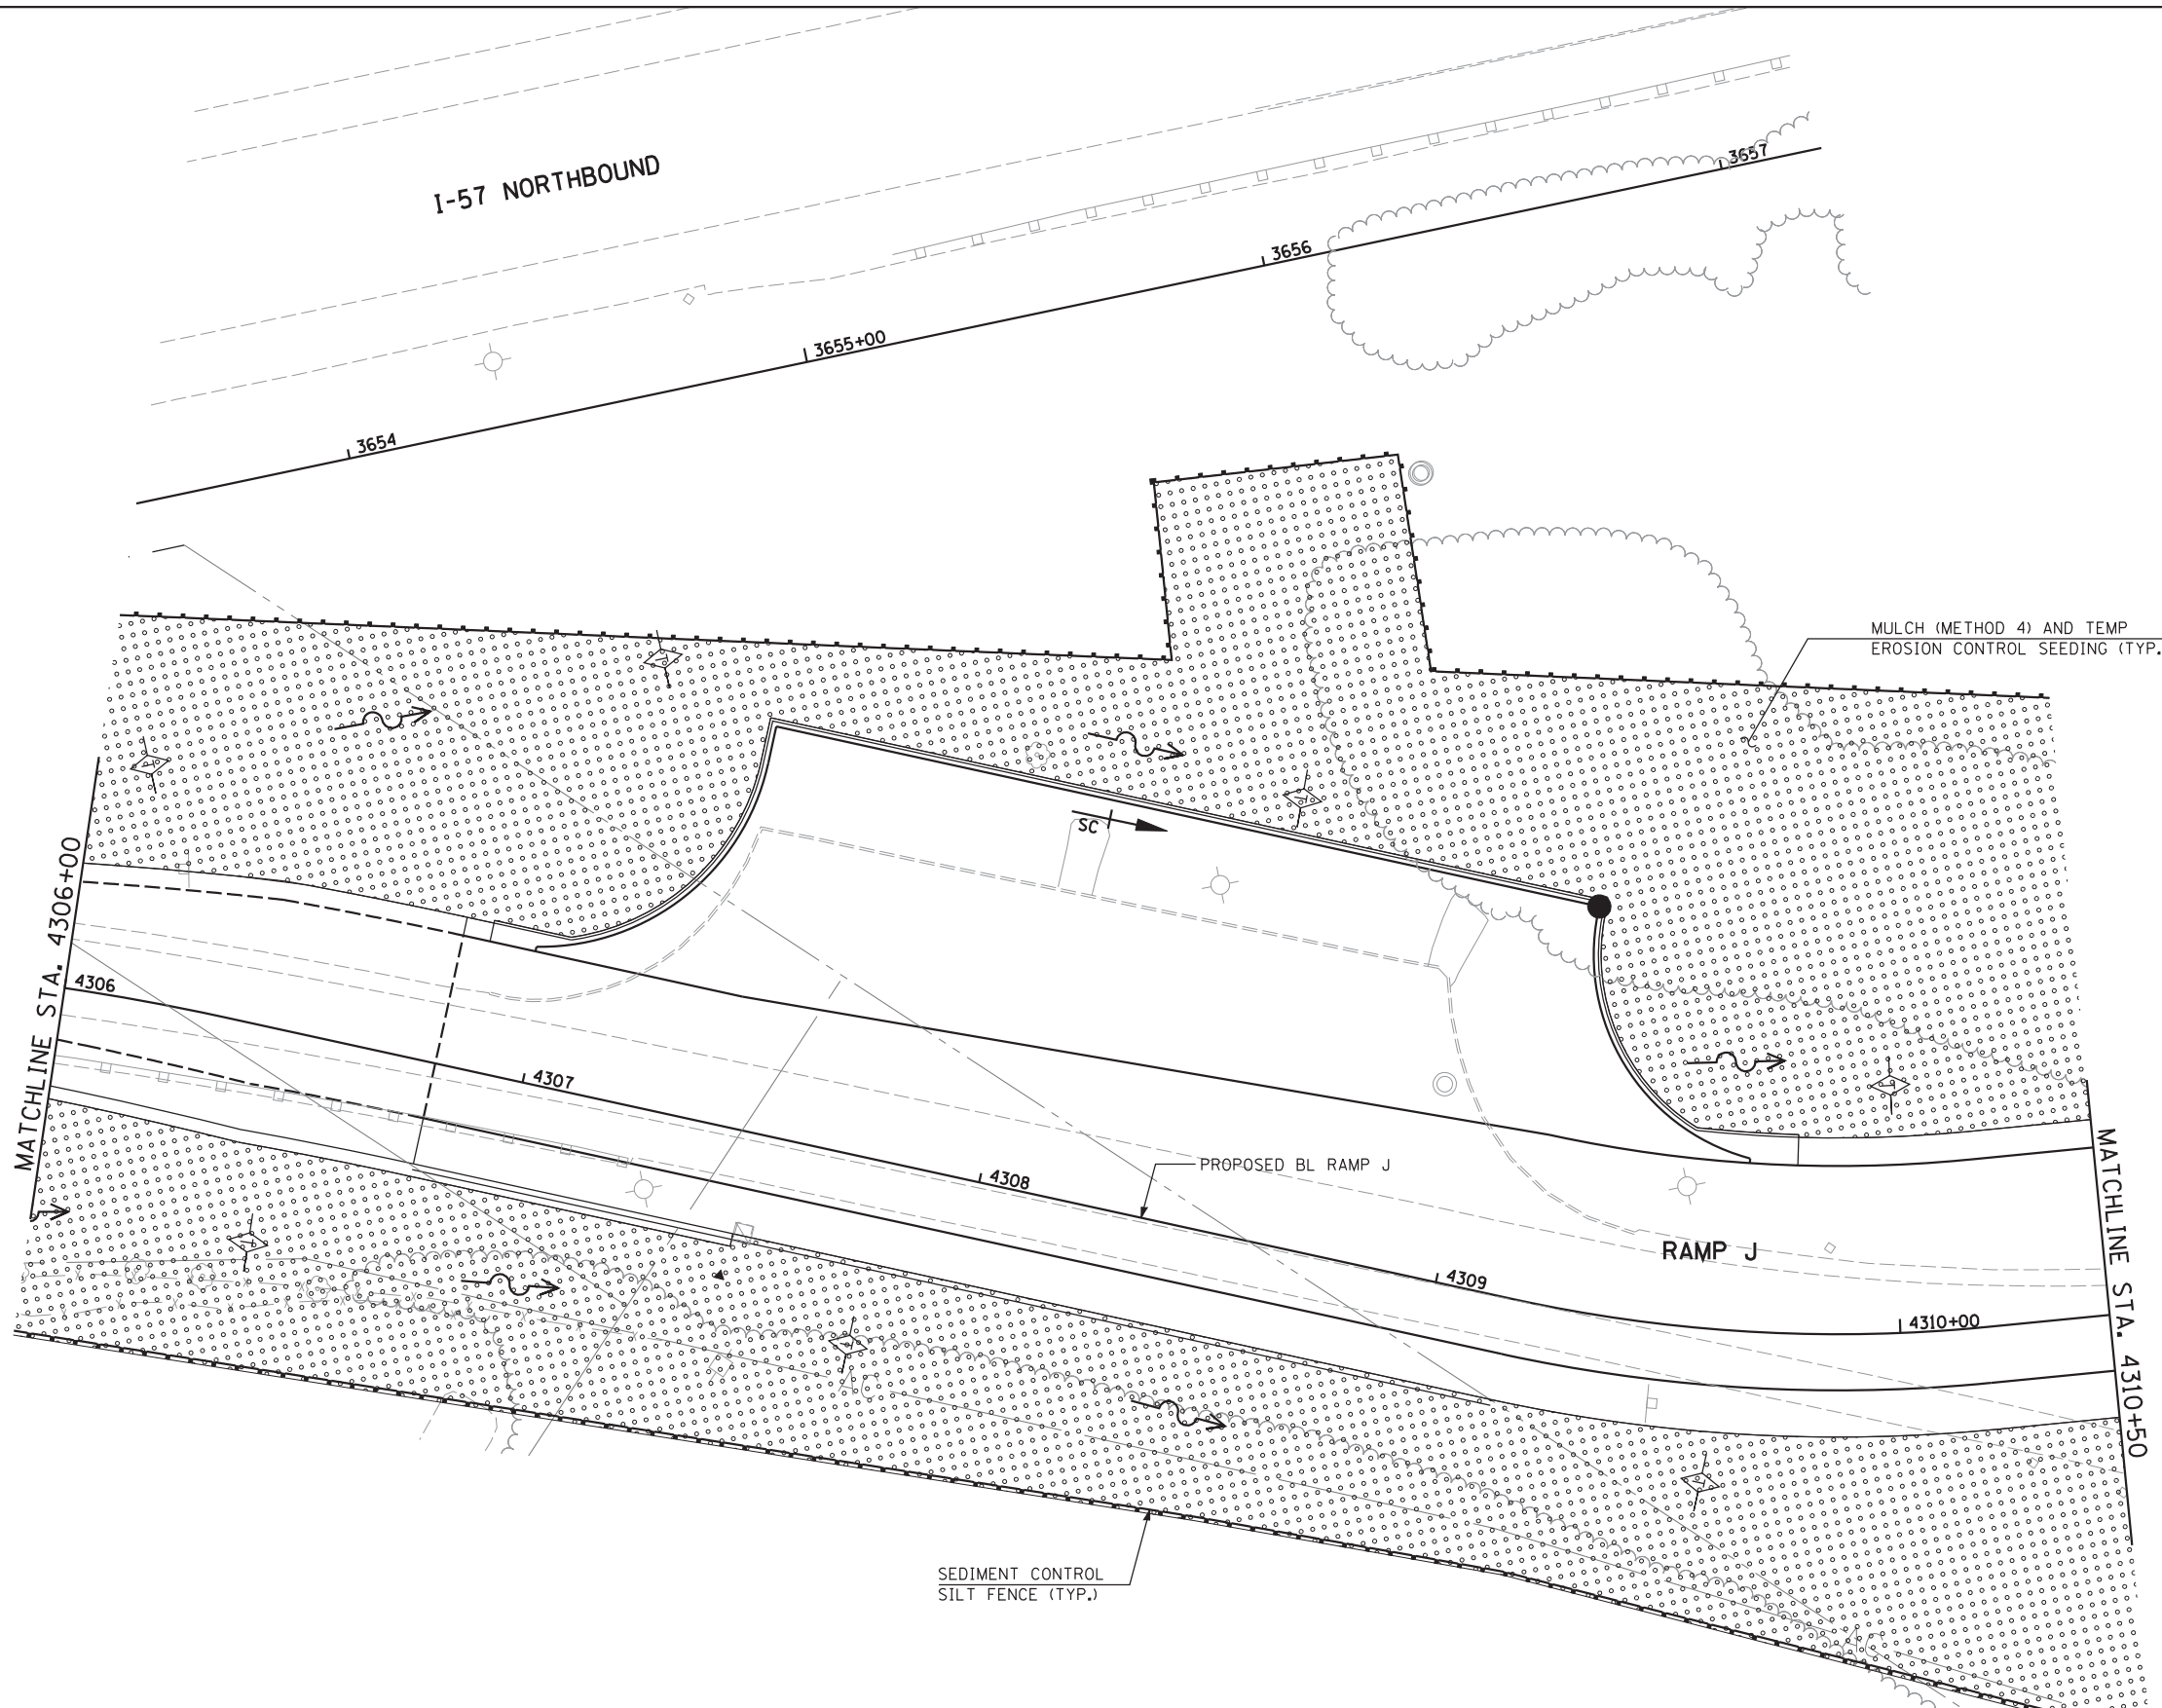 I-57 NORTHBOUND
3657
3656
3655+00
3654
MULCH (METHOD 4) AND TEMP
EROSION CONTROL SEEDING (TYP.
SC
MATCHLINE STA. 4306+00
4306
4307
4308
PROPOSED BL RAMP J
RAMP J
4309
4310+00
MATCHLINE STA. 4310+50
SEDIMENT CONTROL
SILT FENCE (TYP.)